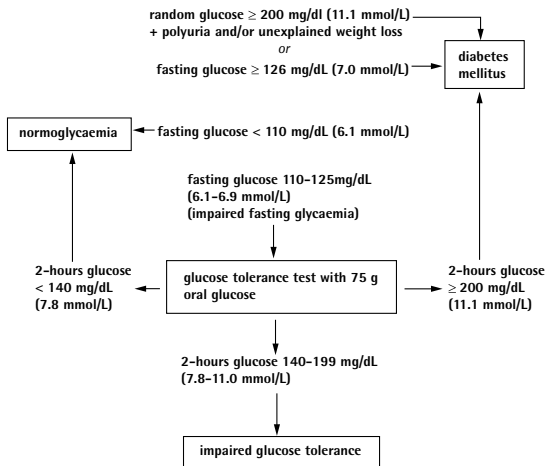 random glucose ≥ 200 mg/dl (11.1 mmol/L)
+ polyuria and/or unexplained weight loss
or
fasting glucose ≥ 126 mg/dL (7.0 mmol/L)
diabetes
mellitus
normoglycaemia
fasting glucose < 110 mg/dL (6.1 mmol/L)
fasting glucose 110–125mg/dL
(6.1–6.9 mmol/L)
(impaired fasting glycaemia)
2-hours glucose
< 140 mg/dL
(7.8 mmol/L)
glucose tolerance test with 75 g
oral glucose
2-hours glucose
≥ 200 mg/dL
(11.1 mmol/L)
2-hours glucose 140–199 mg/dL
(7.8–11.0 mmol/L)
impaired glucose tolerance